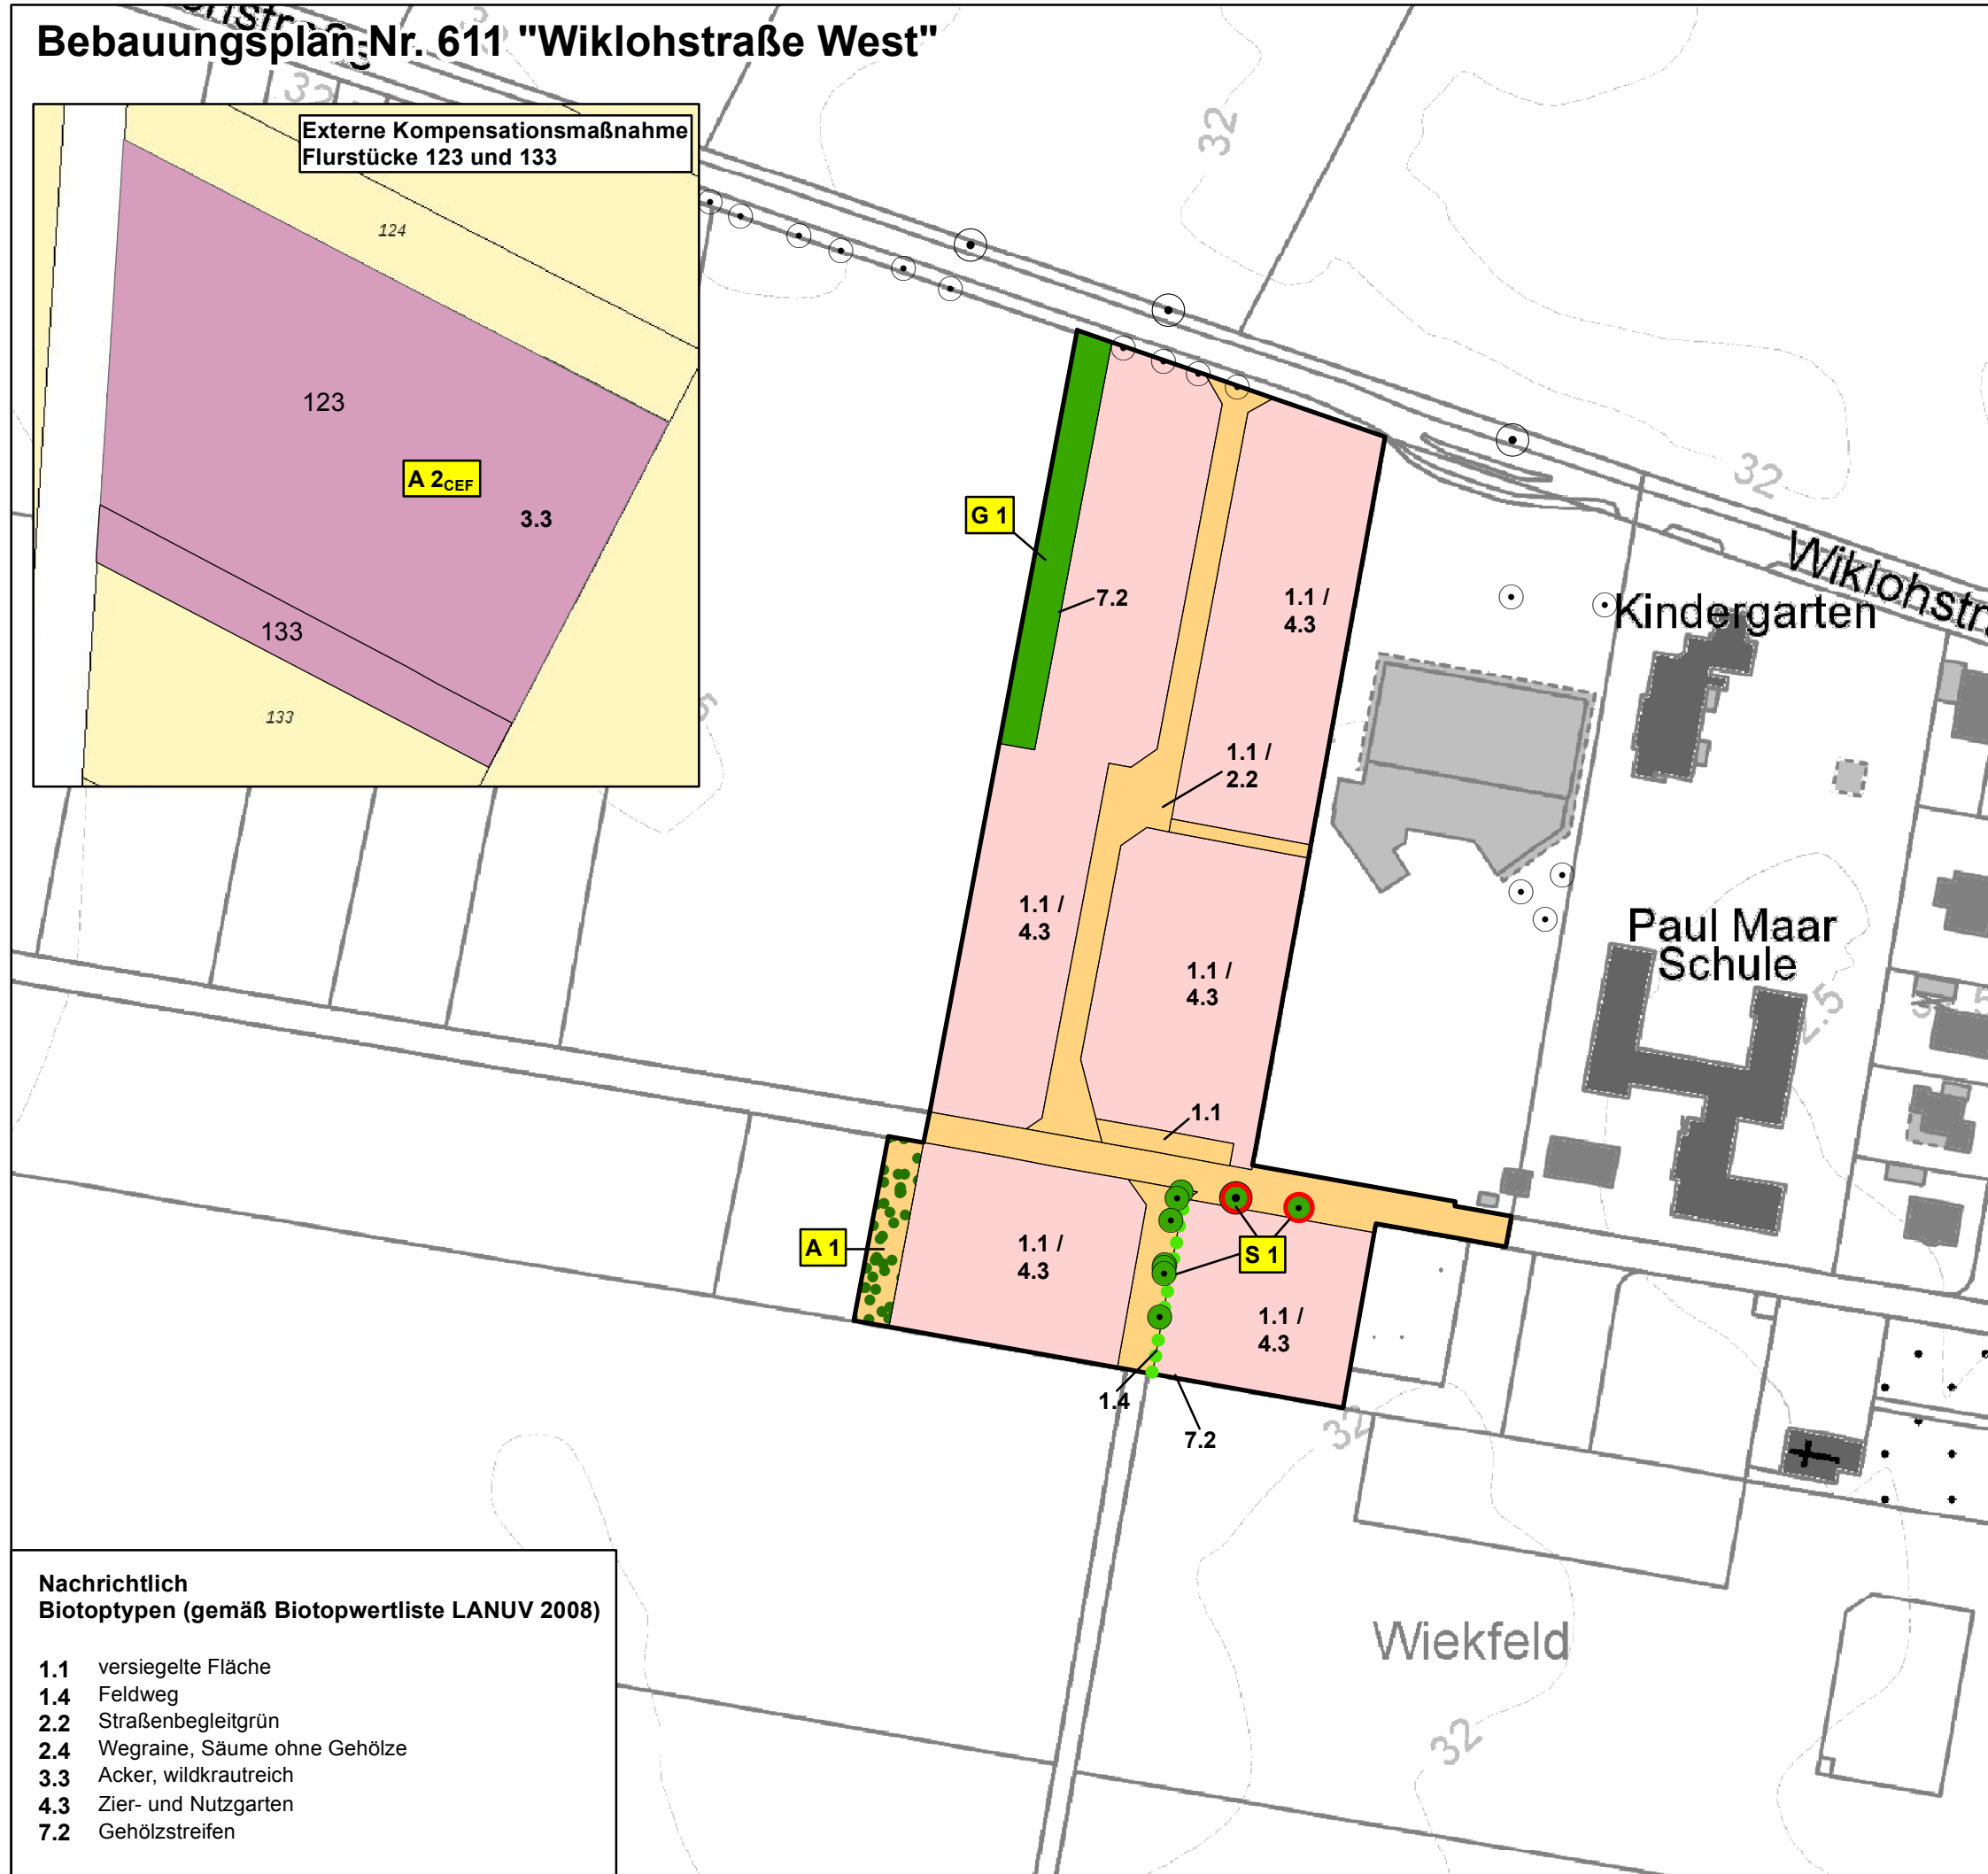 Bebauungsplan Nr. 611 "Wiklohstraße West"
32
32
Externe Kompensationsmaßnahme
Flurstücke 123 und 133
124
123
A 2CEF
3.3
133
133
G 1
7.2
1.1 /
4.3
32
Wiklohstr
Kindergarten
1.1 /
2.2
1.1 /
4.3
1.1 /
4.3
Paul Maar
Schule
1.1
A 1
1.1 /
4.3
S 1
1.1 /
4.3
1.4
7.2
32
Wiekfeld
32
Nachrichtlich
Biotoptypen (gemäß Biotopwertliste LANUV 2008)
1.1 versiegelte Fläche
1.4 Feldweg
2.2 Straßenbegleitgrün
2.4 Wegraine, Säume ohne Gehölze
3.3 Acker, wildkrautreich
4.3 Zier- und Nutzgarten
7.2 Gehölzstreifen